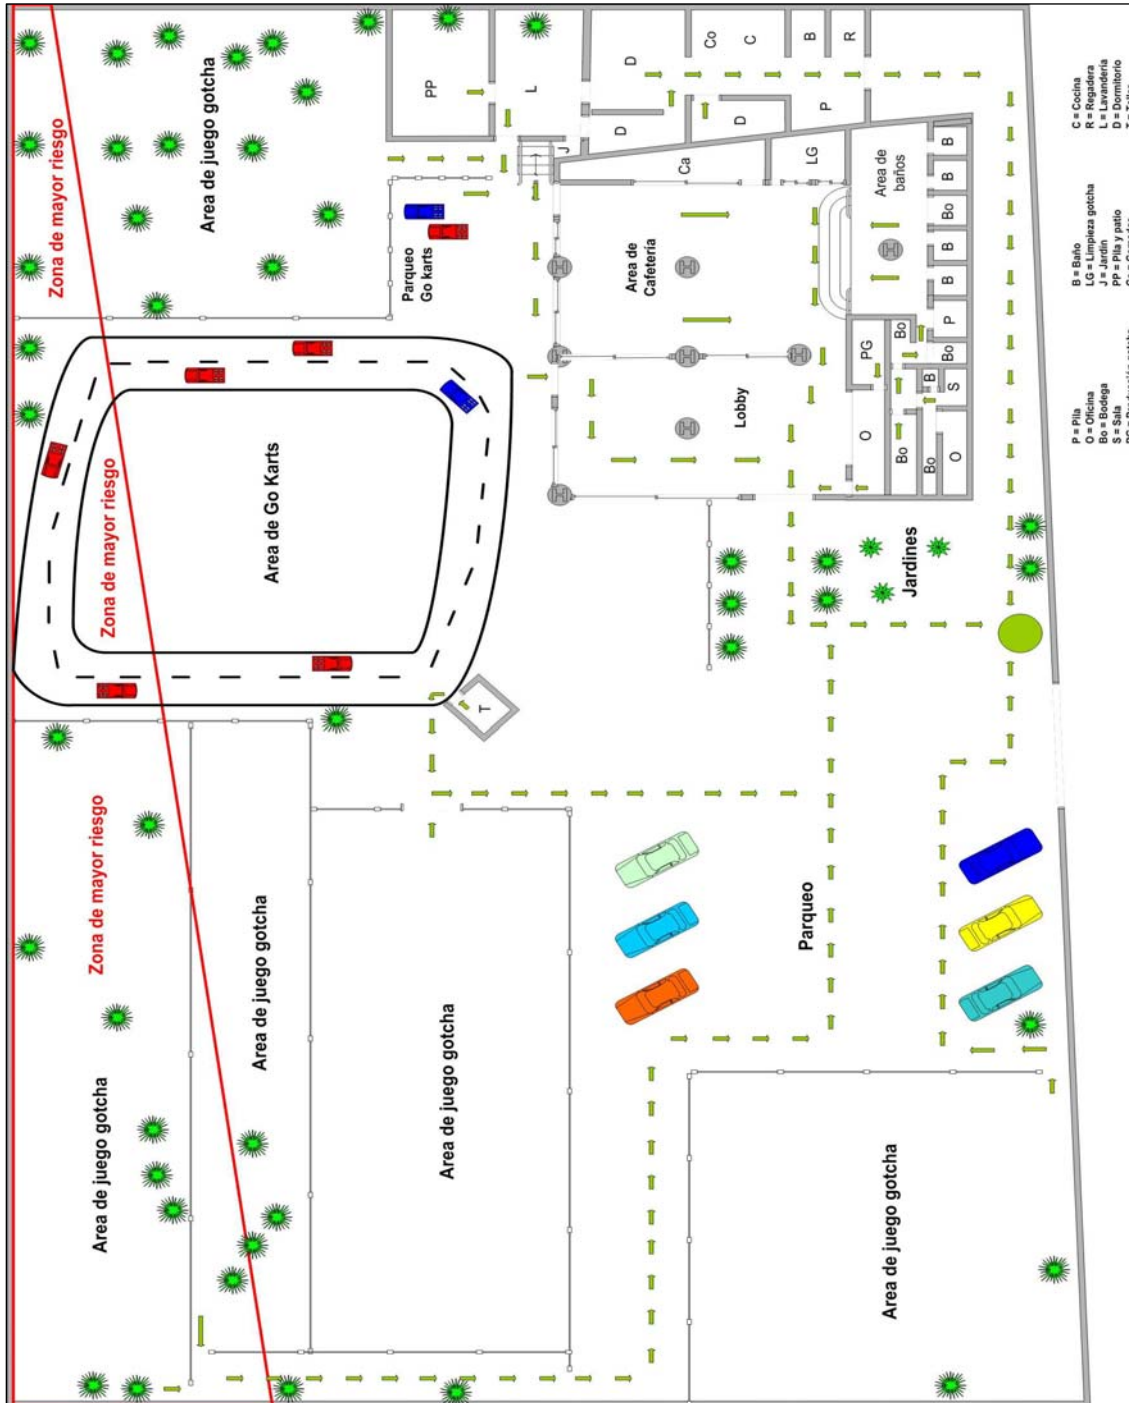 Zona de mayor riesgo
Zona de mayor riesgo
Zona de mayor riesgo
Area de juego gotcha
Area de juego gotcha
Area de juego gotcha
Area de Go Karts
Parqueo
Go karts
PP
Area de juego gotcha
T
L
J
D
D
Area de
Cafeteria
Ca
D
Co
Lobby
D
C
Parqueo
LG
B
P
R
PG
O
Area de
baños
Area de juego gotcha
Jardines
Bo
Bo
Bo
B
O
S
Bo
P
B
B
Bo
B
B
P = Pila
O = Oficina
Bo = Bodega
S = Sala
B = Baño
LG = Limpieza gotcha
J = Jardín
PP = Pila y patio
C = Cocina
R = Regadera
L = Lavandería
D = Dormitorio